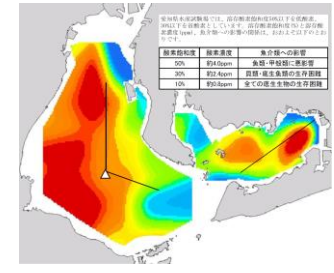 愛知県水産試験場では、溶存酸素飽和度50%以下を貧酸素、
30%以下を強貧酸素としています。溶存酸素飽和度(%)と溶存酸
素濃度(ppm)、魚介類への影響の関係は、おおよそ以下のとお
りです。
酸素飽和度 酸素濃度 魚介類への影響
50% 約4.0ppm 魚類・甲殻類に悪影響
30% 約2.4ppm 貝類・底生魚類の生存困難
10% 約0.8ppm 全ての底生生物の生存困難